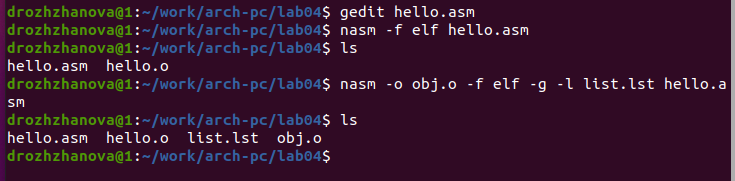 drozhzhanova@1:~/work/arch-pc/lab04$ gedit hello.asm
drozhzhanova@1:~/work/arch-pc/lab04$ nasm -f elf hello.asm
drozhzhanova@1:~/work/arch-pc/lab04$ ls
hello.asm  hello.o
drozhzhanova@1:~/work/arch-pc/lab04$ nasm -o obj.o -f elf -g -l list.lst hello.a
sm
drozhzhanova@1:~/work/arch-pc/lab04$ ls
hello.asm  hello.o  list.lst  obj.o
drozhzhanova@1:~/work/arch-pc/lab04$